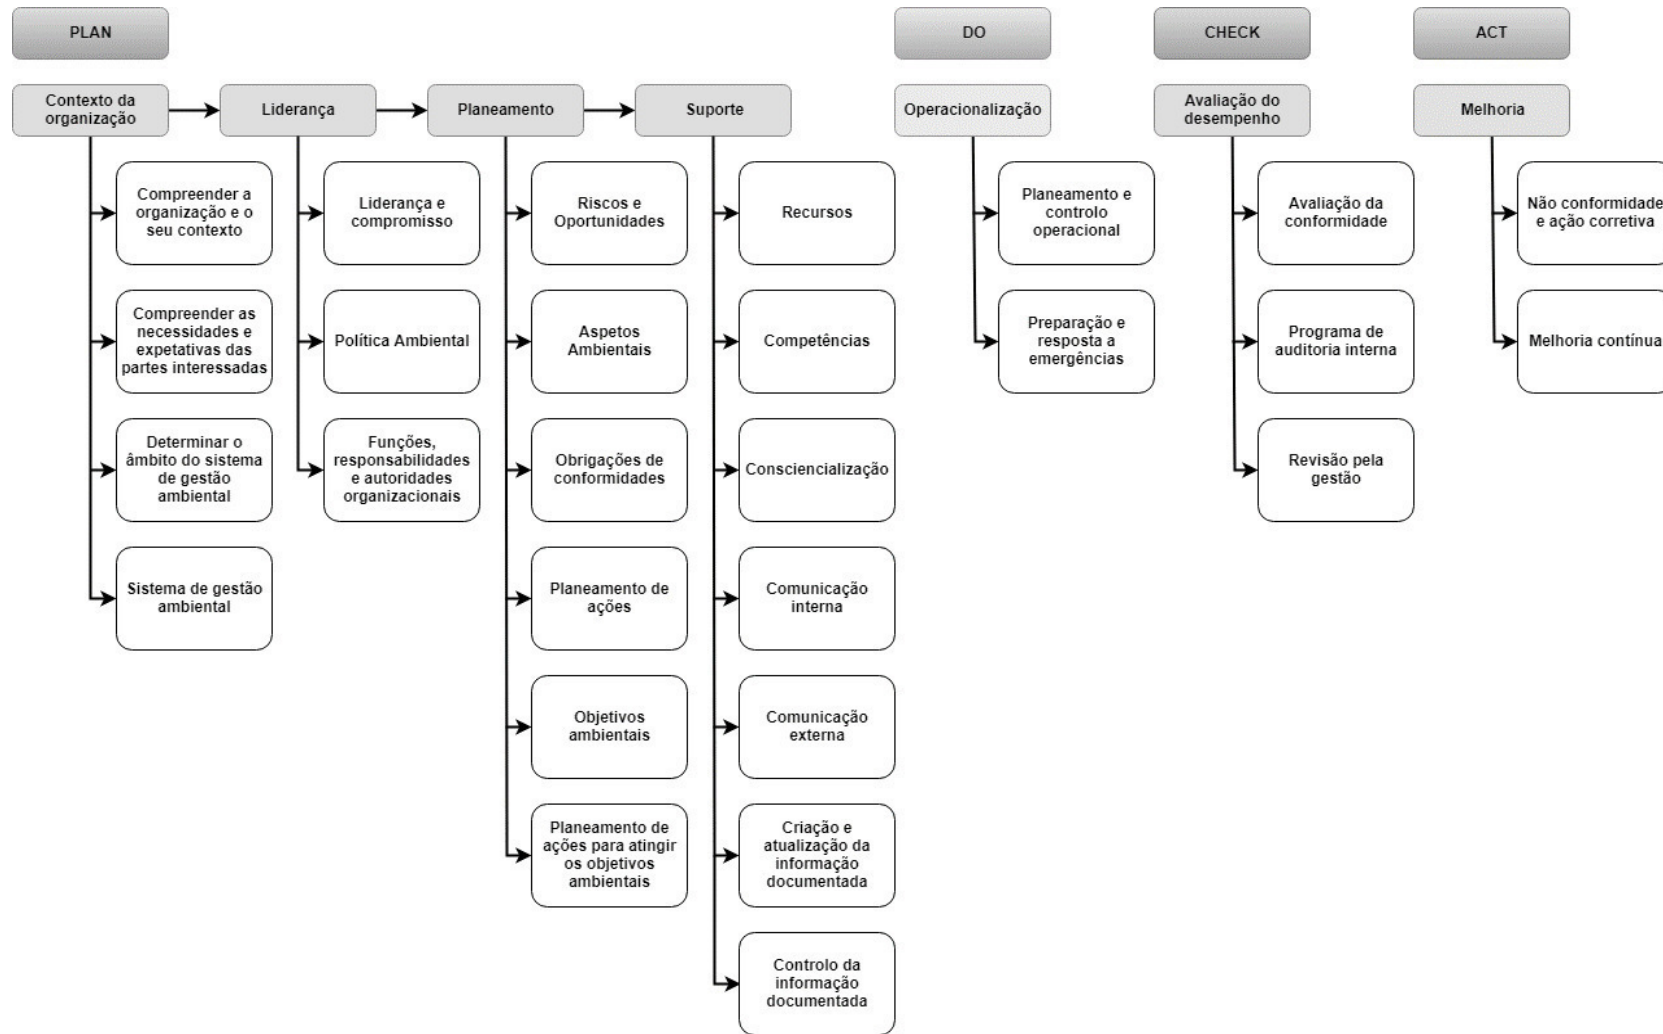 PLAN
DO
CHECK
ACT
Contexto da
organização
Liderança
Planeamento
Suporte
Operacionalização
Avaliação do
desempenho
Melhoria
Compreender a
organização e o
seu contexto
Compreender as
necessidades e
expetativas das
partes interessadas
Determinar o
âmbito do sistema
de gestão
ambiental
Sistema de gestão
ambiental
Liderança e
compromisso
Política Ambiental
Funções,
responsabilidades
e autoridades
organizacionais
Riscos e
Oportunidades
Aspetos
Ambientais
Obrigações de
conformidades
Planeamento de
ações
Objetivos
ambientais
Planeamento de
ações para atingir
os objetivos
ambientais
Recursos
Competências
Consciencialização
Comunicação
interna
Comunicação
externa
Criação e
atualização da
informação
documentada
Controlo da
informação
documentada
Planeamento e
controlo
operacional
Preparação e
resposta a
emergências
Avaliação da
conformidade
Programa de
auditoria interna
Revisão pela
gestão
Não conformidade
e ação corretiva
Melhoria contínua